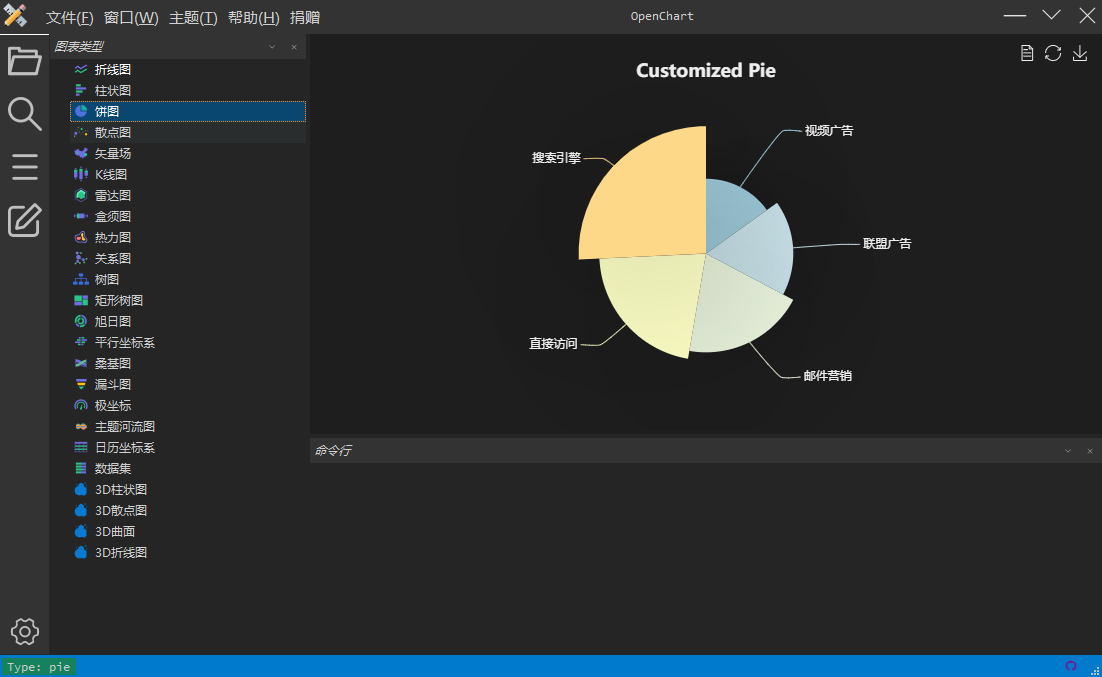 文件(F) 窗口(W) 主题(T) 帮助(H) 捐赠
OpenChart
图表类型
折线图
柱状图
饼图
散点图
矢量场
K线图
雷达图
盒须图
热力图
关系图
树图
矩形树图
旭日图
平行坐标系
桑基图
漏斗图
极坐标
主题河流图
日历坐标系
数据集
3D柱状图
3D散点图
3D曲面
3D折线图
Customized Pie
视频广告
搜索引擎
联盟广告
直接访问
邮件营销
命令行
Type: pie